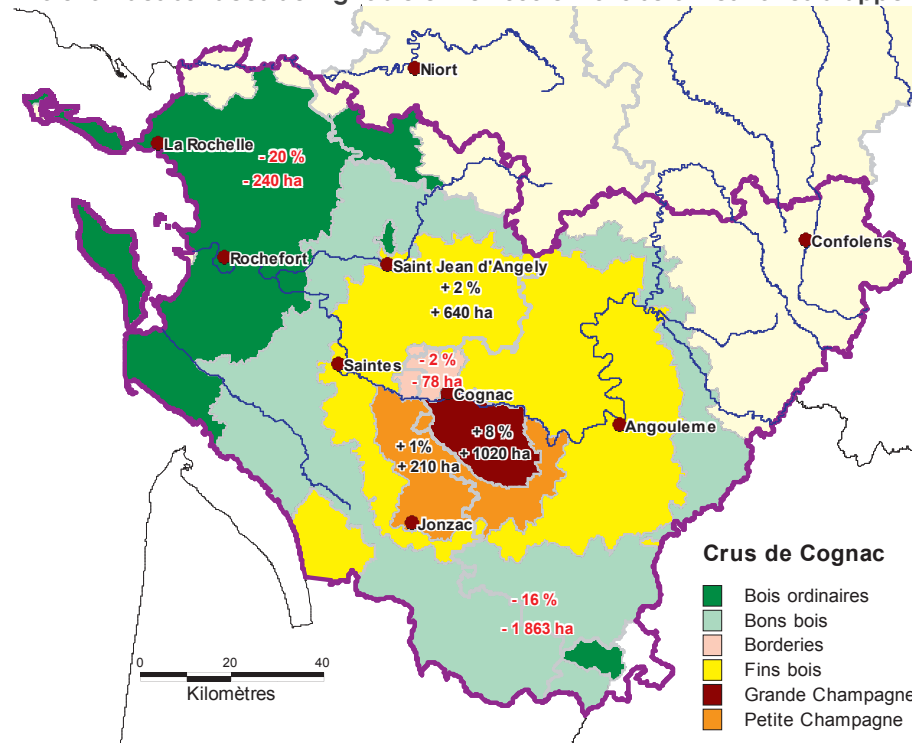 Niort
La Rochelle
- 20 %
- 240 ha
Confolens
Rochefort
Saint Jean d'Angely
+ 2 %
+ 640 ha
Saintes
- 2 %
- 78 ha
Cognac
+ 8 %
+ 1020 ha
Angouleme
+ 1%
+ 210 ha
Jonzac
Crus de Cognac
- 16 %
- 1 863 ha
Bois ordinaires
Bons bois
Borderies
Fins bois
Grande Champagne
Petite Champagne
0 20 40
Kilomètres